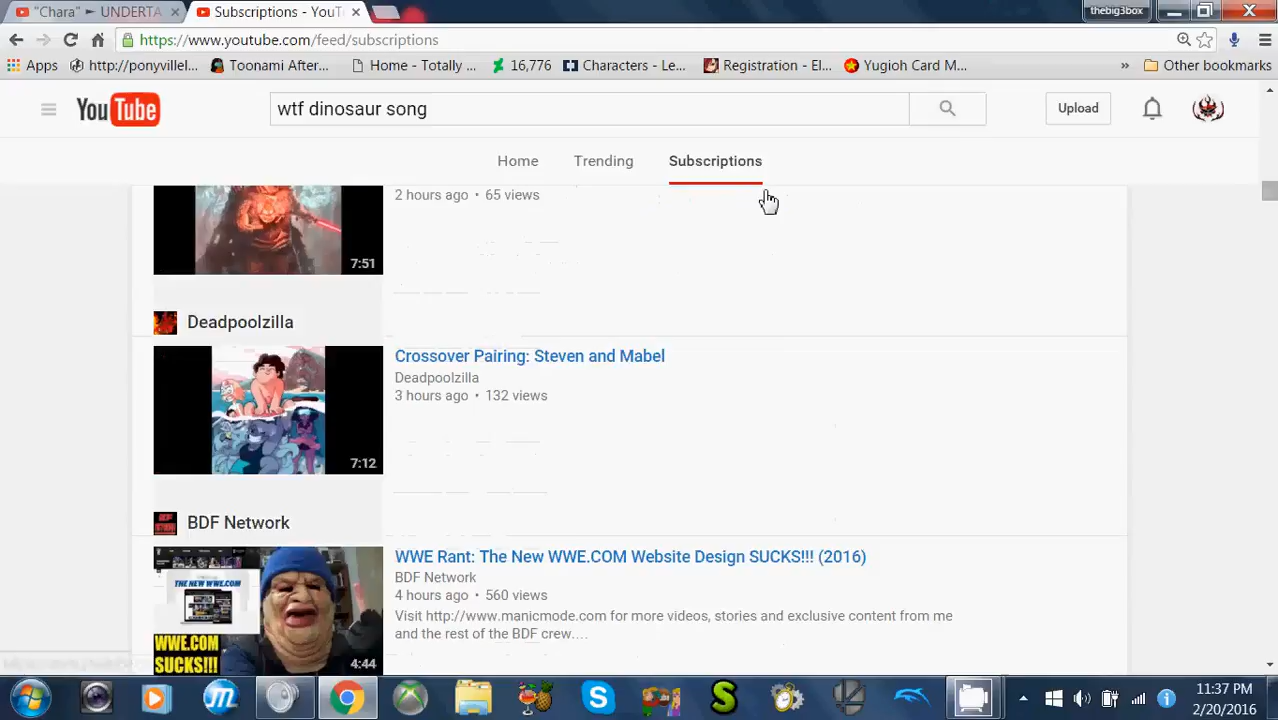 "Chara" ► UNDERTA
Subscriptions - YouT
thebig3box
https://www.youtube.com/feed/subscriptions
Apps
http://ponyvillel...
Toonami After...
Home - Totally ...
16,776
Characters - Le...
Registration - El...
Yugioh Card M...
»
Other bookmarks
YouTube
wtf dinosaur song
Upload
Home
Trending
Subscriptions
2 hours ago • 65 views
7:51
Deadpoolzilla
Crossover Pairing: Steven and Mabel
Deadpoolzilla
3 hours ago • 132 views
7:12
BDF Network
WWE Rant: The New WWE.COM Website Design SUCKS!!! (2016)
BDF Network
4 hours ago • 560 views
Visit http://www.manicmode.com for more videos, stories and exclusive content from me
and the rest of the BDF crew....
THE NEW WWE.COM
WWE.COM
SUCKS!!!
4:44
11:37 PM
2/20/2016